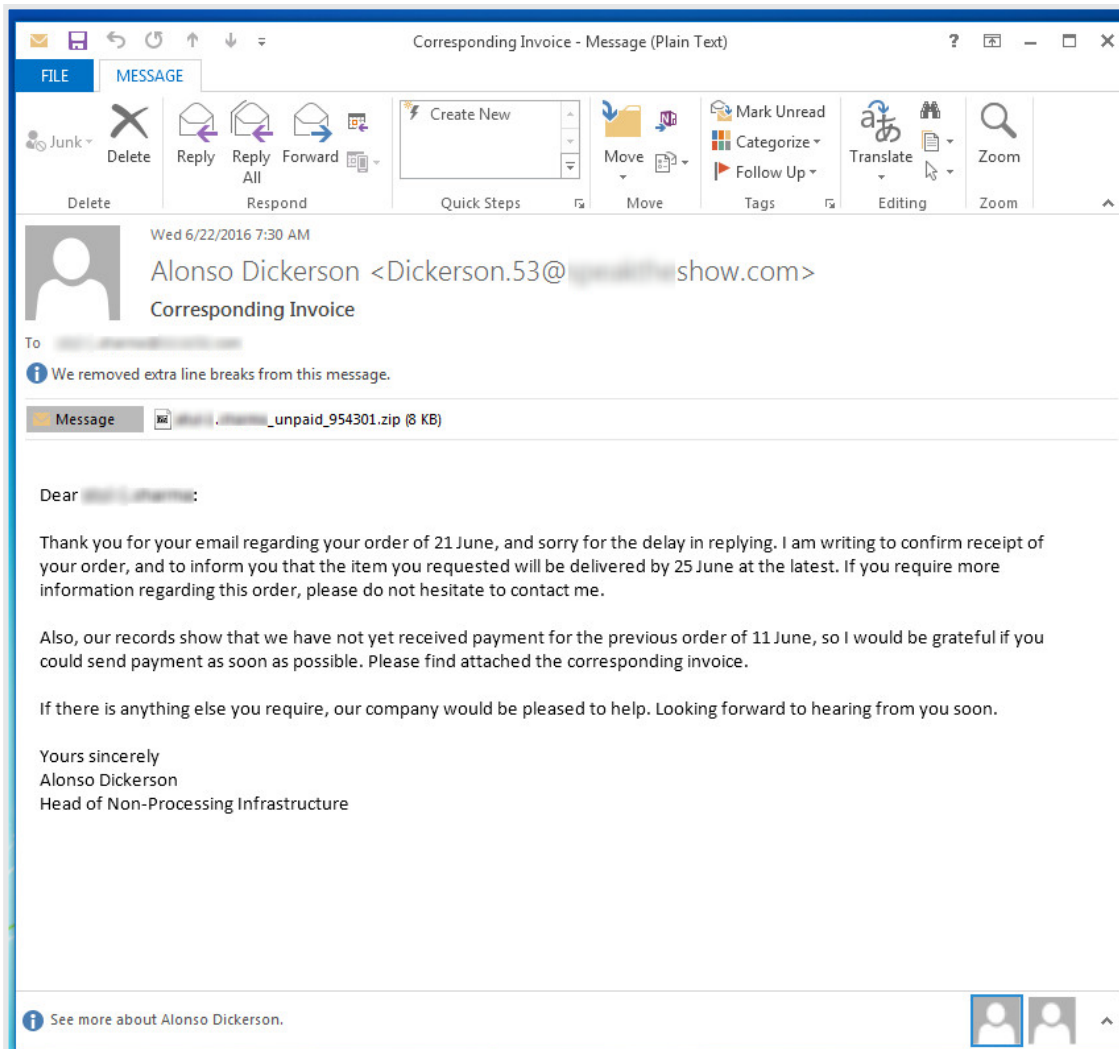 Corresponding Invoice - Message (Plain Text)
?
FILE MESSAGE
Junk
Delete
Reply
Reply All
Forward
Create New
Move
Mark Unread
Categorize
Follow Up
Translate
Zoom
Delete
Respond
Quick Steps
Move
Tags
Editing
Zoom
Wed 6/22/2016 7:30 AM
Alonso Dickerson <Dickerson.53@ show.com>
Corresponding Invoice
To
We removed extra line breaks from this message.
Message _unpaid_954301.zip (8 KB)
Dear :
Thank you for your email regarding your order of 21 June, and sorry for the delay in replying. I am writing to confirm receipt of
your order, and to inform you that the item you requested will be delivered by 25 June at the latest. If you require more
information regarding this order, please do not hesitate to contact me.
Also, our records show that we have not yet received payment for the previous order of 11 June, so I would be grateful if you
could send payment as soon as possible. Please find attached the corresponding invoice.
If there is anything else you require, our company would be pleased to help. Looking forward to hearing from you soon.
Yours sincerely
Alonso Dickerson
Head of Non-Processing Infrastructure
See more about Alonso Dickerson.